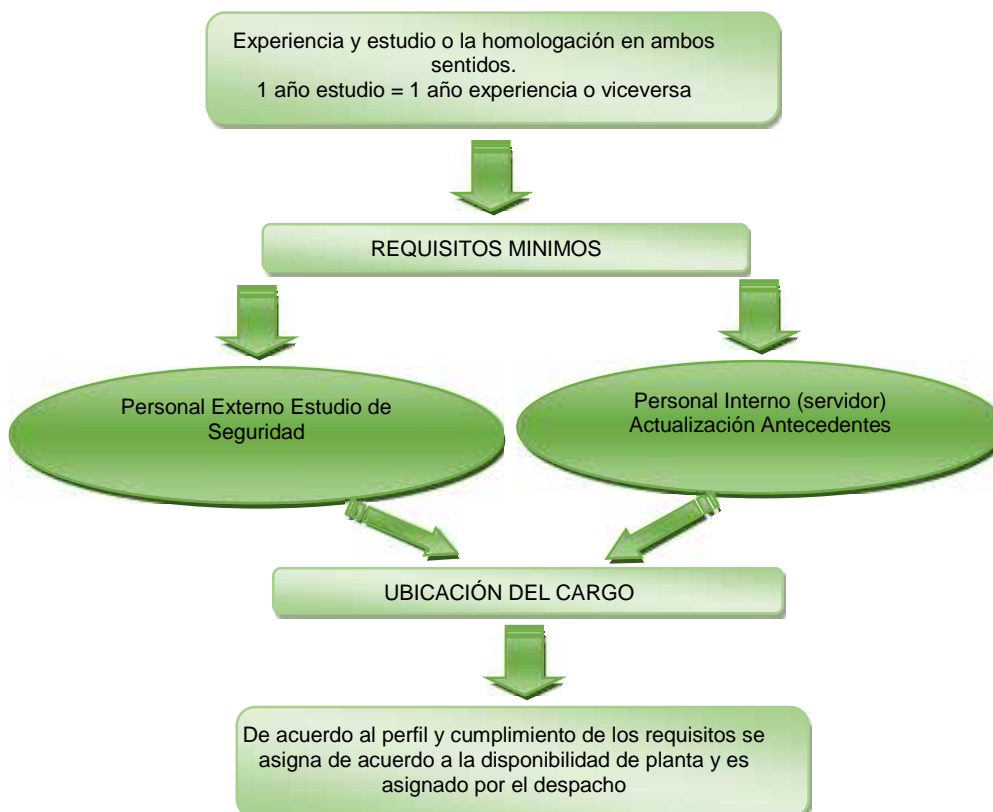 Experiencia y estudio o la homologación en ambos
sentidos.
1 año estudio = 1 año experiencia o viceversa
REQUISITOS MINIMOS
Personal Externo Estudio de
Seguridad
Personal Interno (servidor)
Actualización Antecedentes
UBICACIÓN DEL CARGO
De acuerdo al perfil y cumplimiento de los requisitos se
asigna de acuerdo a la disponibilidad de planta y es
asignado por el despacho